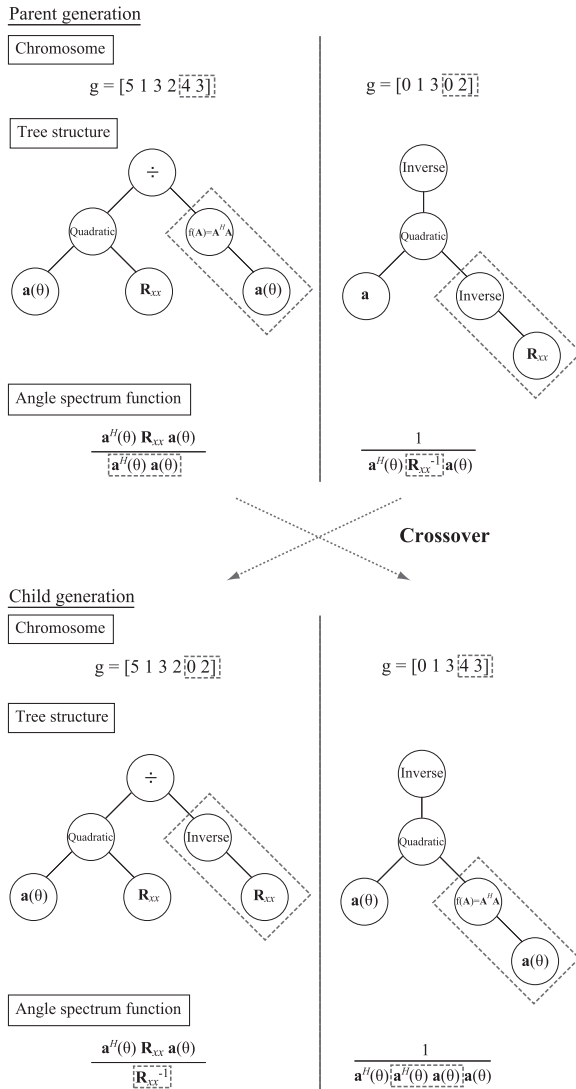 Parent generation
Chromosome
g = [5 1 3 2 4 3]
g = [0 1 3 0 2]
Tree structure
÷
Inverse
Quadratic
f(A)=A^H A
Quadratic
a(θ)
R_xx
a(θ)
a
Inverse
R_xx
Angle spectrum function
a^H(θ) R_xx a(θ)
a^H(θ) a(θ)
1
a^H(θ) R_xx^-1 a(θ)
Crossover
Child generation
Chromosome
g = [5 1 3 2 0 2]
g = [0 1 3 4 3]
Tree structure
÷
Inverse
Quadratic
Inverse
Quadratic
a(θ)
R_xx
R_xx
a(θ)
f(A)=A^H A
a(θ)
Angle spectrum function
a^H(θ) R_xx a(θ)
R_xx^-1
1
a^H(θ) a^H(θ) a(θ) a(θ)